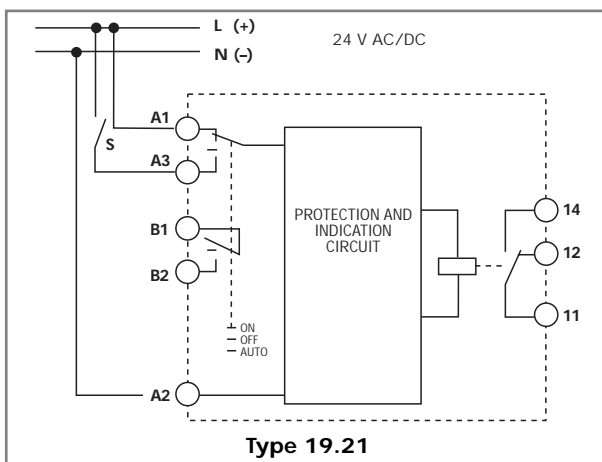 L (+)
24 V AC/DC
N (–)
A1
S
A3
14
PROTECTION AND
INDICATION
CIRCUIT
B1
12
B2
11
ON
OFF
AUTO
A2
Type 19.21